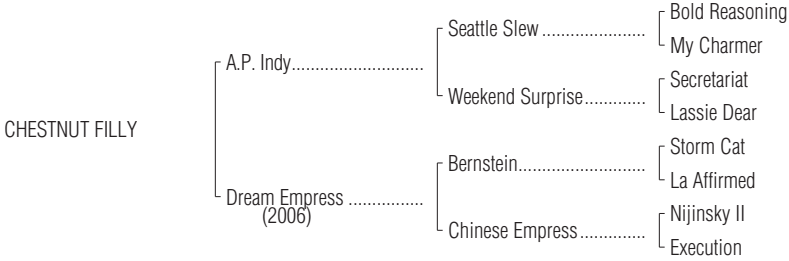 Bold Reasoning
Seattle Slew ......................
My Charmer
A.P. Indy............................
Secretariat
Weekend Surprise.............
Lassie Dear
CHESTNUT FILLY
Storm Cat
Bernstein...........................
La Affirmed
Dream Empress ................
(2006)
Nijinsky II
Chinese Empress..............
Execution